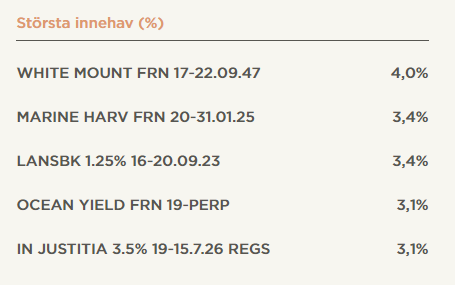 Största innehav (%)
WHITE MOUNT FRN 17-22.09.47 4,0%
MARINE HARV FRN 20-31.01.25 3,4%
LANSBK 1.25% 16-20.09.23 3,4%
OCEAN YIELD FRN 19-PERP 3,1%
IN JUSTITIA 3.5% 19-15.7.26 REGS 3,1%